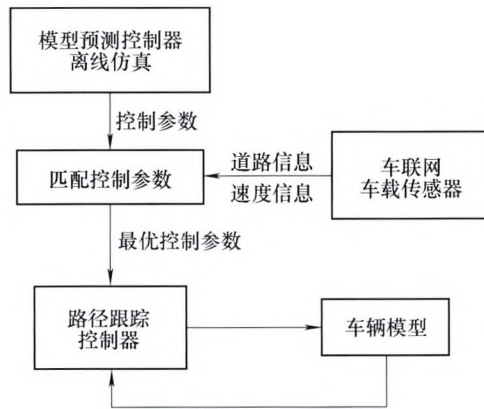 模型预测控制器
离线仿真
控制参数
匹配控制参数
道路信息
速度信息
车联网
车载传感器
最优控制参数
路径跟踪
控制器
车辆模型